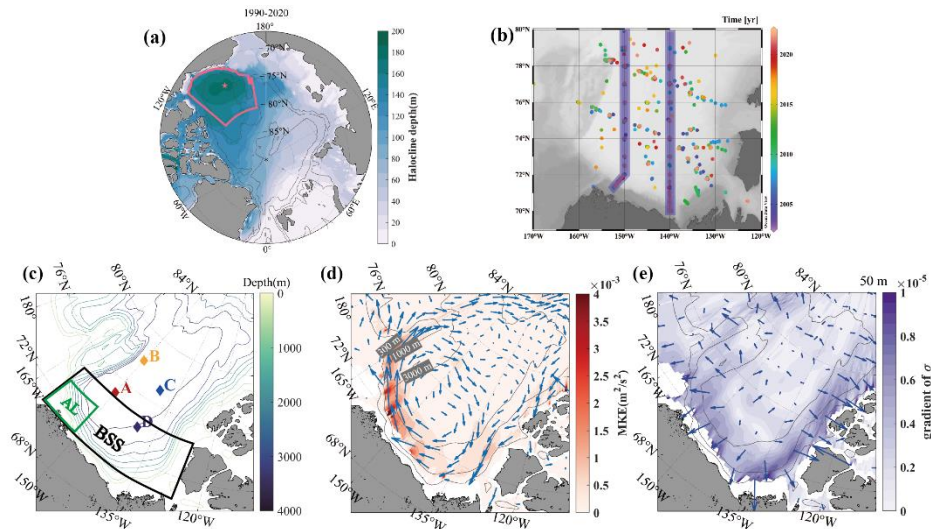 1990-2020
(a)
180°
70°N
75°N
80°N
85°N
120°W
120°E
60°W
60°E
0°
200
180
160
140
120
100
80
60
40
20
0
Halocline depth(m)
(b)
Time [yr]
80°N
78°N
76°N
74°N
72°N
70°N
170°W
160°W
150°W
140°W
130°W
120°W
2020
2015
2010
2005
(c)
76°N
80°N
84°N
180°
72°N
165°W
68°N
150°W
135°W
120°W
Depth(m)
0
1000
2000
3000
4000
A
B
C
D
AL
BSS
(d)
76°N
80°N
84°N
180°
72°N
165°W
68°N
150°W
135°W
120°W
300 m
1000 m
3000 m
×10⁻³
4
3.5
3
2.5
2
1.5
1
0.5
0
MKE(m²/s²)
(e)
76°N
80°N
84°N
180°
72°N
165°W
68°N
150°W
135°W
120°W
50 m
×10⁻⁵
1
0.8
0.6
0.4
0.2
0
gradient of σ